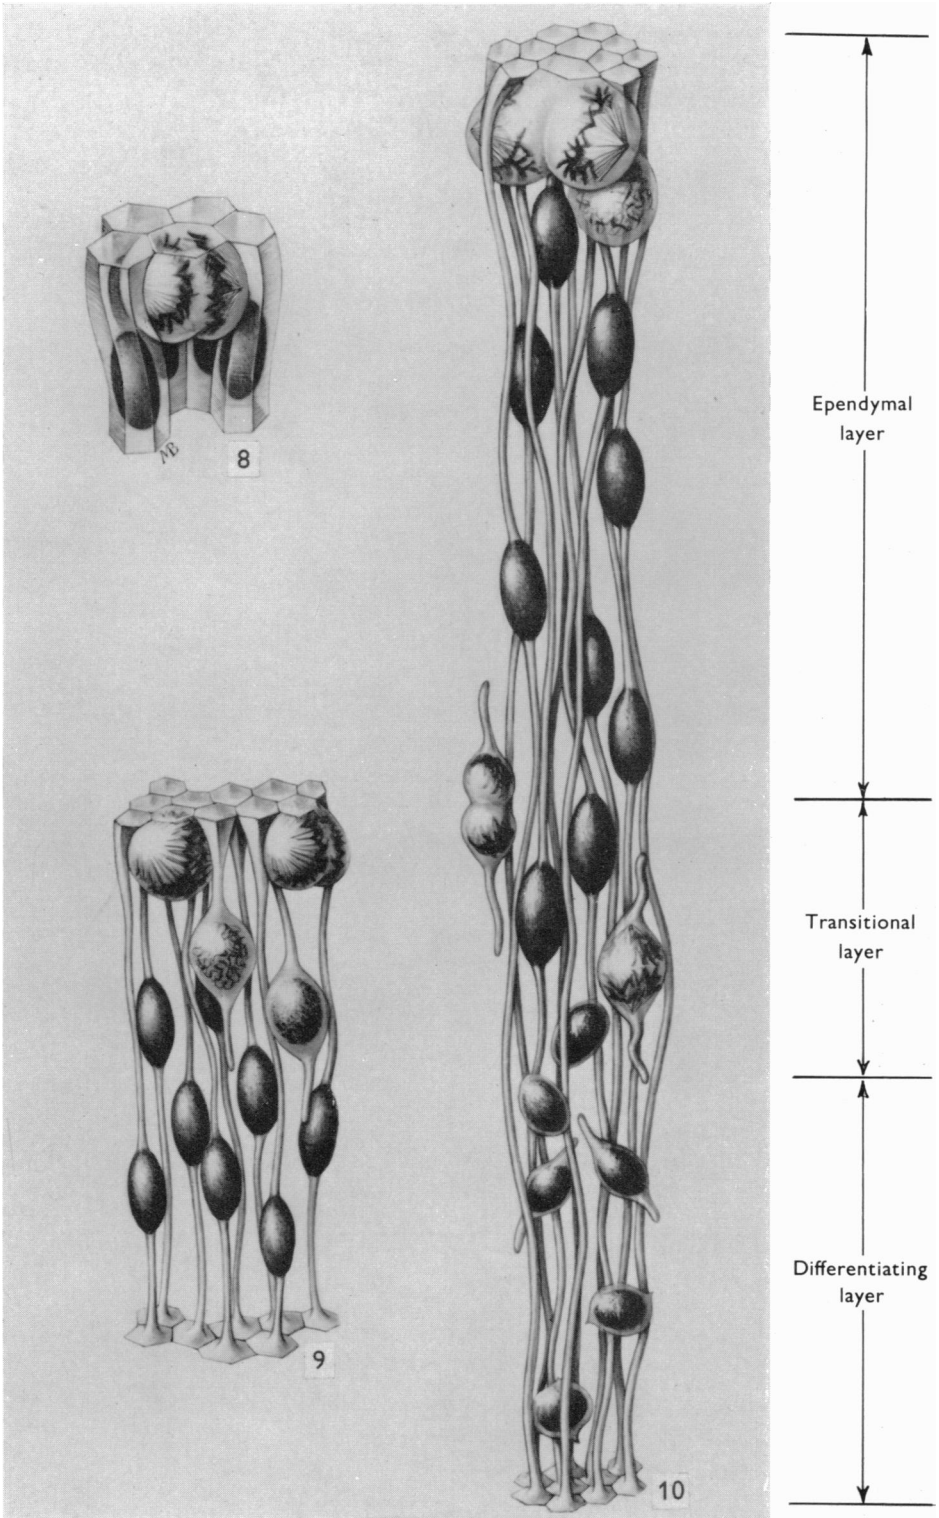 MB
8
9
10
Ependymal
layer
Transitional
layer
Differentiating
layer